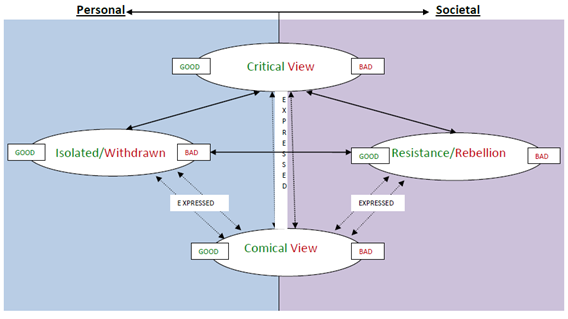 Personal
Societal
GOOD
Critical View
BAD
EXPRESSED
GOOD
Isolated/Withdrawn
BAD
GOOD
Resistance/Rebellion
BAD
E XPRESSED
EXPRESSED
GOOD
Comical View
BAD